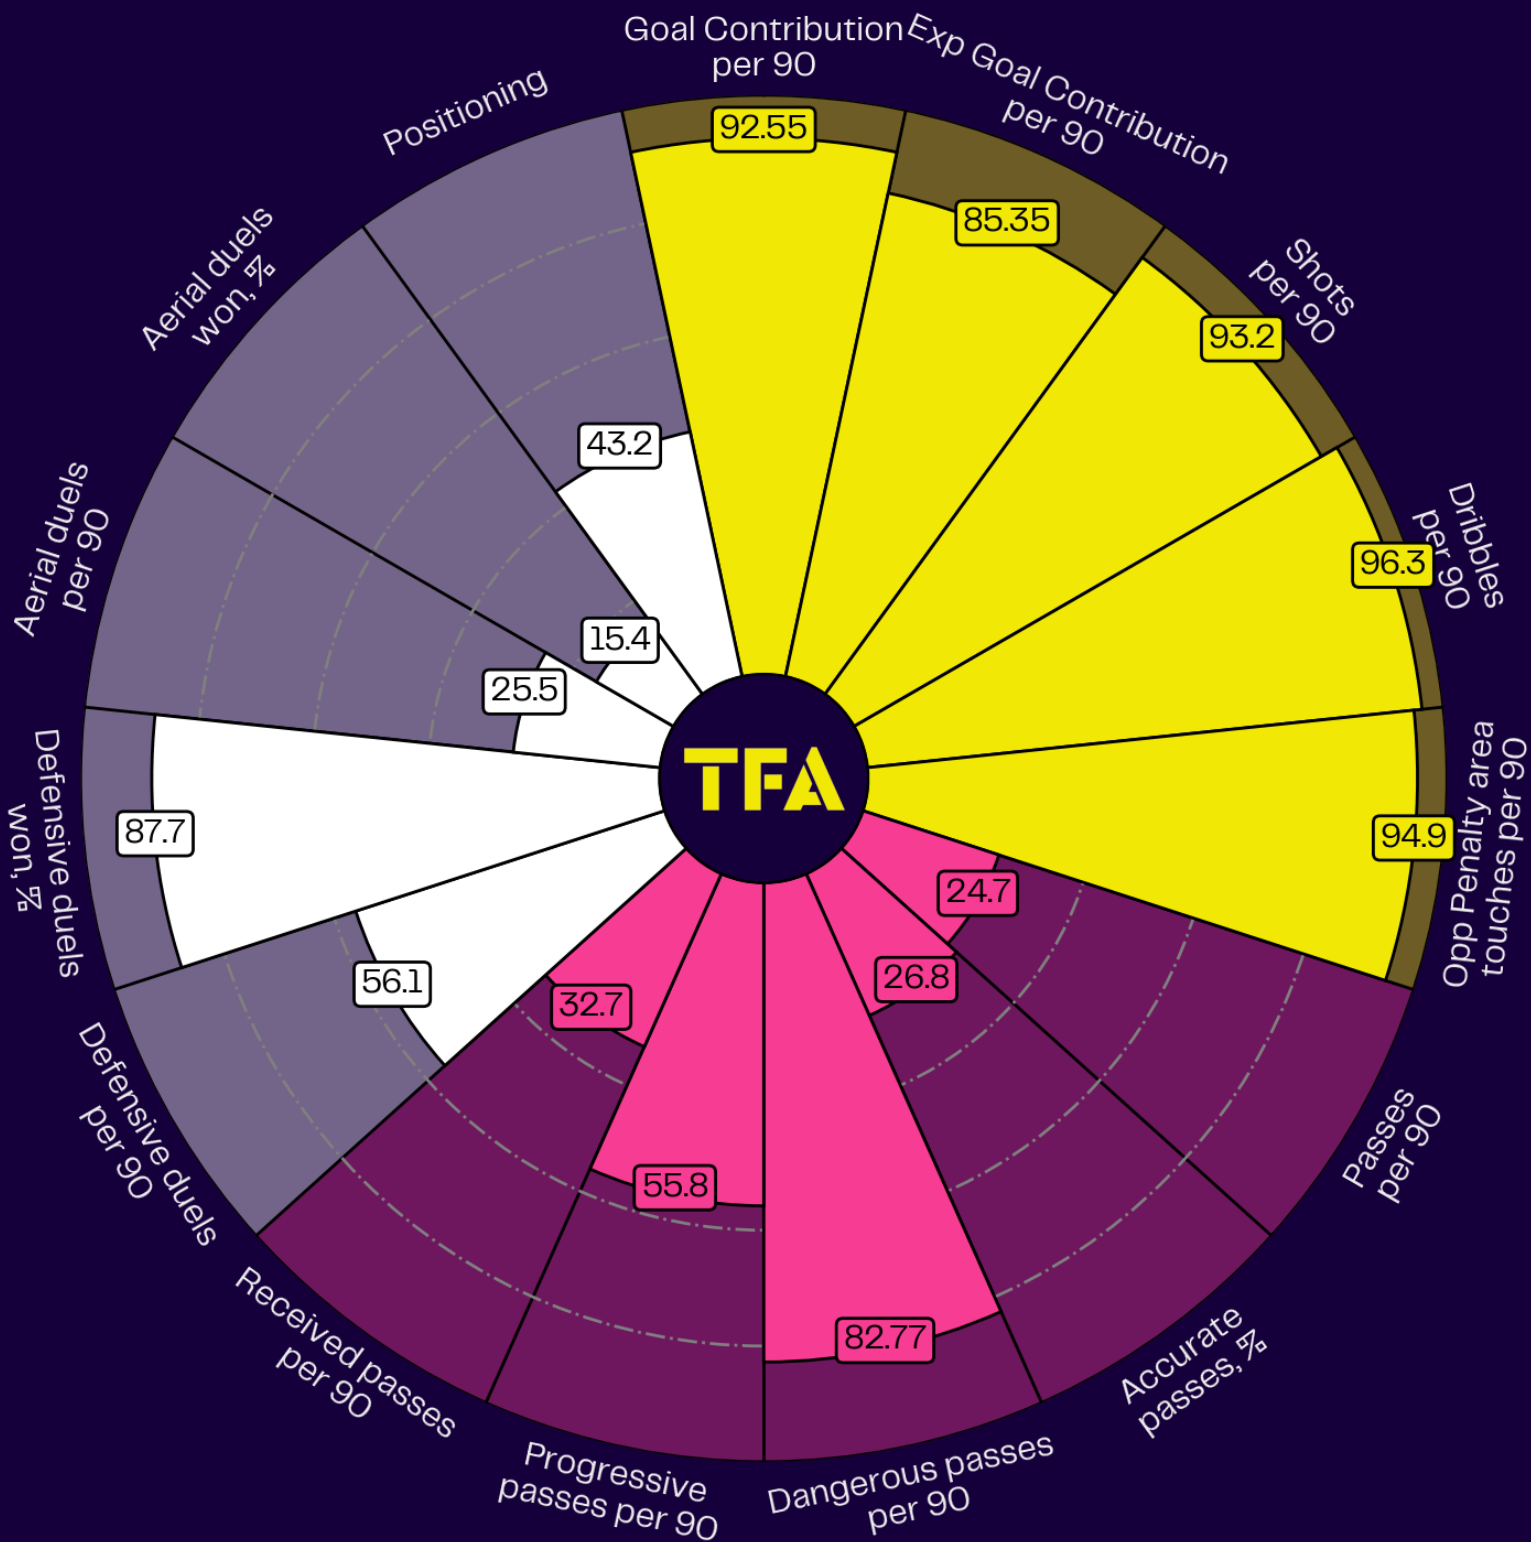 Goal Contribution
per 90
92.55
Exp Goal Contribution
per 90
85.35
Shots
per 90
93.2
Dribbles
per 90
96.3
Opp Penalty area
touches per 90
94.9
Passes
per 90
24.7
Accurate
passes, %
26.8
Dangerous passes
per 90
82.77
Progressive
passes per 90
55.8
Received passes
per 90
32.7
Defensive duels
per 90
56.1
Defensive duels
won, %
87.7
Aerial duels
per 90
25.5
Aerial duels
won, %
15.4
Positioning
43.2
TFA